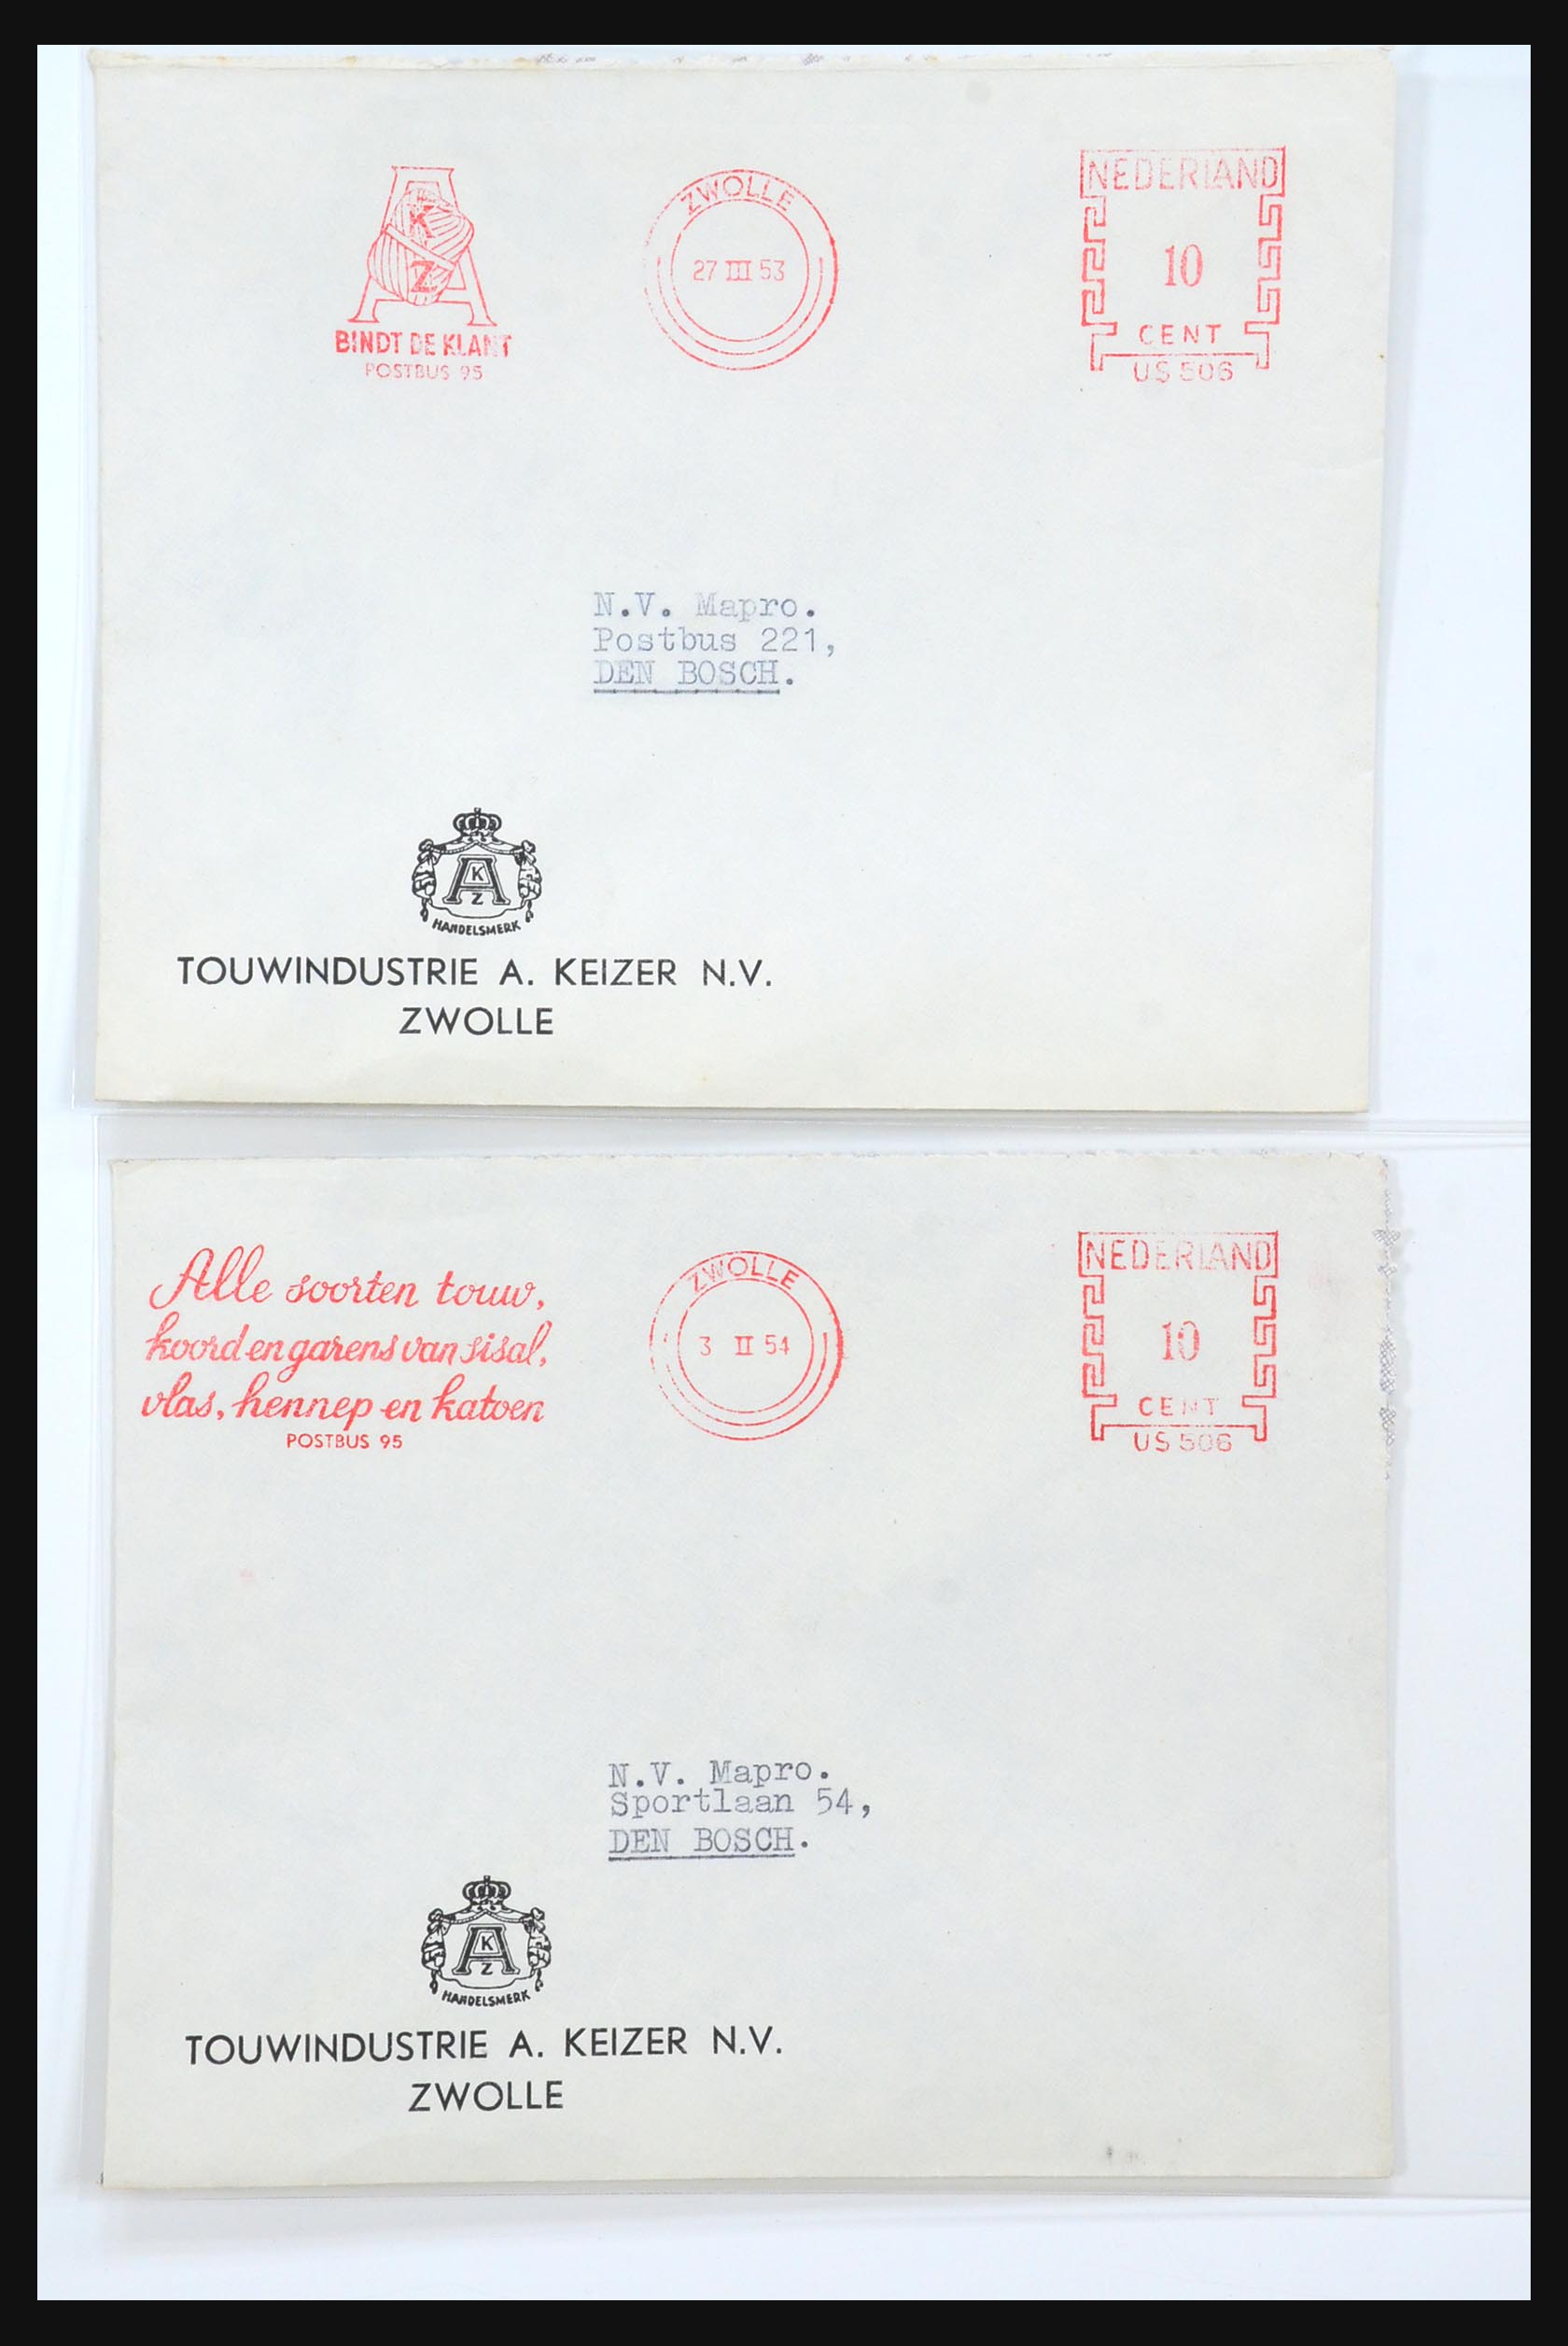 A
K
Z
BINDT DE KLANT
POSTBUS 95
ZWOLLE
27 III 53
NEDERLAND
10
CENT
US 506
N.V. Mapro.
Postbus 221,
DEN BOSCH.
A
K
Z
HANDELSMERK
TOUWINDUSTRIE A. KEIZER N.V.
ZWOLLE
Alle soorten touw,
koord en garens van sisal,
vlas, hennep en katoen
POSTBUS 95
ZWOLLE
3 II 54
NEDERLAND
10
CENT
US 506
N.V. Mapro.
Sportlaan 54,
DEN BOSCH.
A
K
Z
HANDELSMERK
TOUWINDUSTRIE A. KEIZER N.V.
ZWOLLE